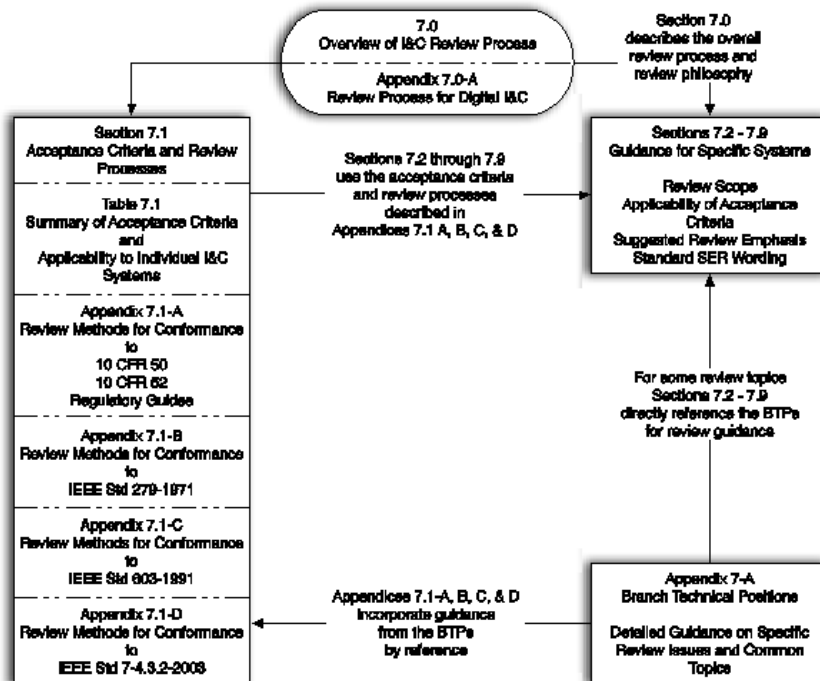 7.0
Overview of I&C Review Process
Appendix 7.0-A
Review Process for Digital I&C
Section 7.0
describes the overall
review process and
review philosophy
Section 7.1
Acceptance Criteria and Review
Processes
Table 7.1
Summary of Acceptance Criteria
and
Applicability to Individual I&C
Systems
Appendix 7.1-A
Review Methods for Conformance
to
10 CFR 50
10 CFR 52
Regulatory Guides
Appendix 7.1-B
Review Methods for Conformance
to
IEEE Std 279-1971
Appendix 7.1-C
Review Methods for Conformance
to
IEEE Std 603-1991
Appendix 7.1-D
Review Methods for Conformance
to
IEEE Std 7-4.3.2-2003
Sections 7.2 through 7.9
use the acceptance criteria
and review processes
described in
Appendices 7.1 A, B, C, & D
Sections 7.2 - 7.9
Guidance for Specific Systems
Review Scope
Applicability of Acceptance
Criteria
Suggested Review Emphasis
Standard SER Wording
For some review topics
Sections 7.2 - 7.9
directly reference the BTPs
for review guidance
Appendices 7.1-A, B, C, & D
incorporate guidance
from the BTPs
by reference
Appendix 7-A
Branch Technical Positions
Detailed Guidance on Specific
Review Issues and Common
Topics